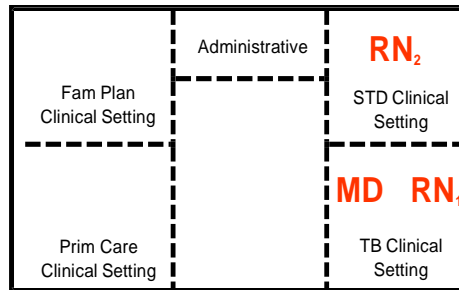 Administrative
RN2
Fam Plan
Clinical Setting
STD Clinical
Setting
MD RN1
Prim Care
Clinical Setting
TB Clinical
Setting